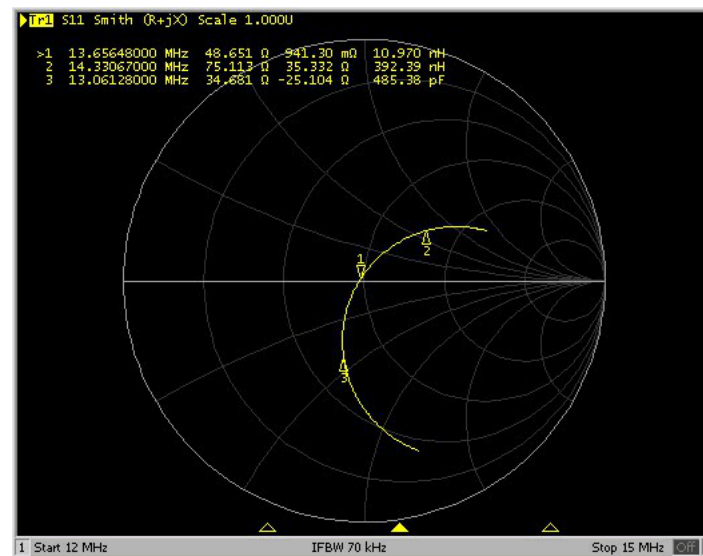 Tr1 S11 Smith (R+jX) Scale 1.000U
>1 13.65648000 MHz 48.651 Ω 941.30 mΩ 10.970 nH
2 14.33067000 MHz 75.113 Ω 35.332 Ω 392.39 nH
3 13.06128000 MHz 34.681 Ω -25.104 Ω 485.38 pF
1
2
3
1 Start 12 MHz IFBW 70 kHz Stop 15 MHz Off